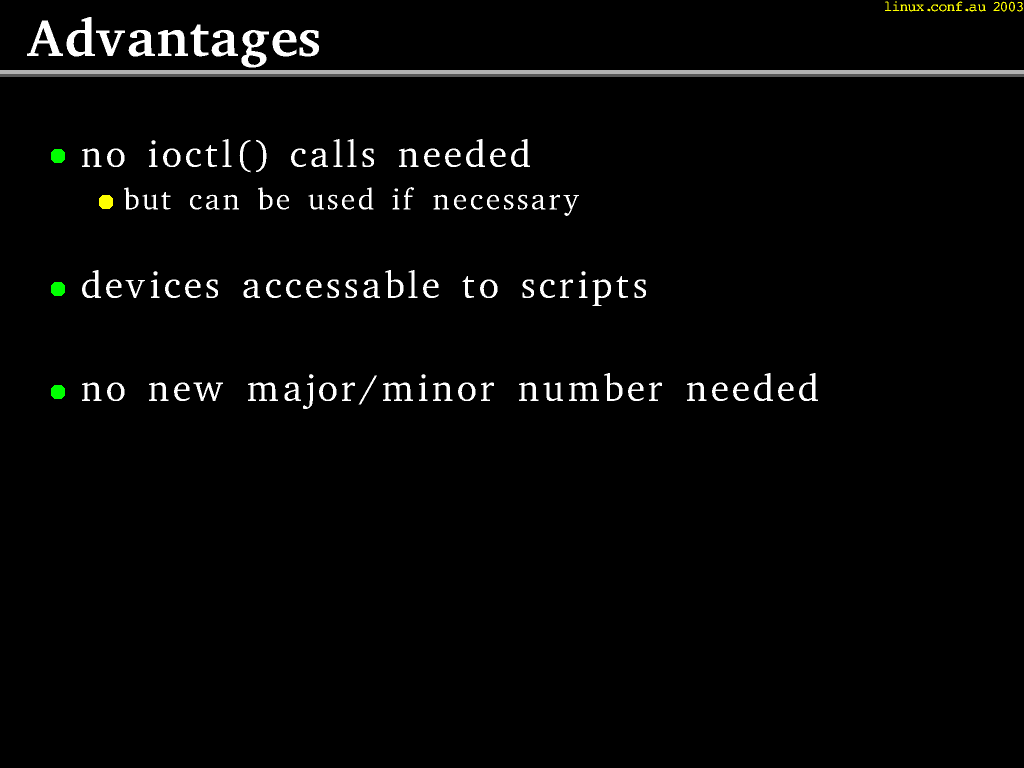 linux.conf.au 2003
Advantages
no ioctl() calls needed
but can be used if necessary
devices accessable to scripts
no new major/minor number needed